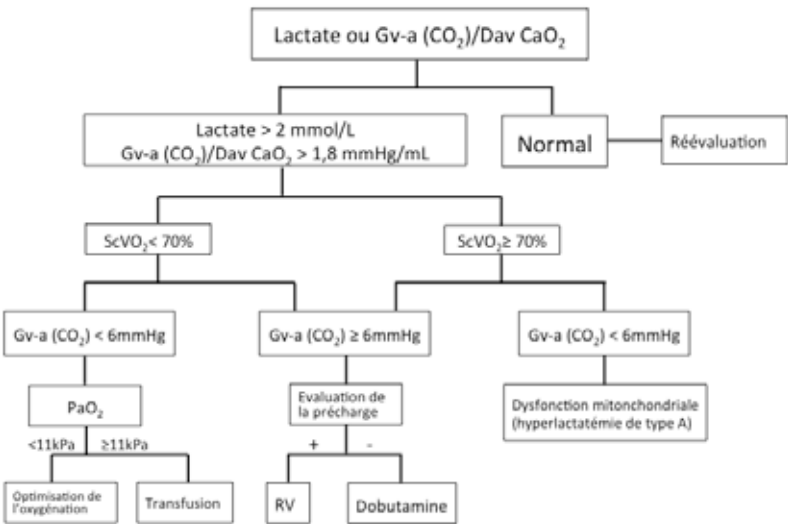 Lactate ou Gv-a (CO₂)/Dav CaO₂
Lactate > 2 mmol/L
Gv-a (CO₂)/Dav CaO₂ > 1,8 mmHg/mL
Normal
Réévaluation
ScVO₂< 70%
ScVO₂≥ 70%
Gv-a (CO₂) < 6mmHg
Gv-a (CO₂) ≥ 6mmHg
Gv-a (CO₂) < 6mmHg
PaO₂
Evaluation de
la précharge
Dysfonction mitonchondriale
(hyperlactatémie de type A)
<11kPa
≥11kPa
+
-
Optimisation de
l'oxygénation
Transfusion
RV
Dobutamine